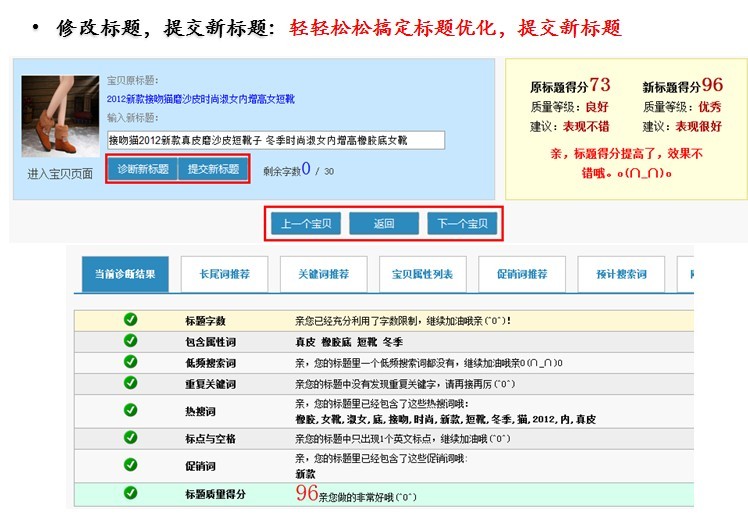 • 修改标题，提交新标题：轻轻松松搞定标题优化，提交新标题
宝贝原标题：
2012新款接吻猫磨沙皮时尚淑女内增高女短靴
输入新标题：
接吻猫2012新款真皮磨沙皮短靴子 冬季时尚淑女内增高橡胶底女靴
进入宝贝页面
诊断新标题 提交新标题 剩余字数0 / 30
原标题得分73 新标题得分96
质量等级：良好 质量等级：优秀
建议：表现不错 建议：表现很好
亲，标题得分提高了，效果不
错哦。o(∩_∩)o
上一个宝贝 返回 下一个宝贝
当前诊断结果 长尾词推荐 关键词推荐 宝贝属性列表 促销词推荐 预计搜索词
标题字数 亲您已经充分利用了字数限制，继续加油哦亲(^0^)！
包含属性词 真皮 橡胶底 短靴 冬季
低频搜索词 亲，您的标题里一个低频搜索词都没有，继续加油哦亲O(∩_∩)O
重复关键词 亲您的标题中没有发现重复关键字，请再接再厉(^0^)
热搜词 亲，您的标题里已经包含了这些热搜词哦：
橡胶,女靴,淑女,底,接吻,时尚,新款,短靴,冬季,猫,2012,内,真皮
标点与空格 亲您的标题中只出现1个英文标点，继续加油哦(^0^)
促销词 亲，您的标题里已经包含了这些促销词哦：
新款
标题质量得分 96亲您做的非常好哦(^0^)